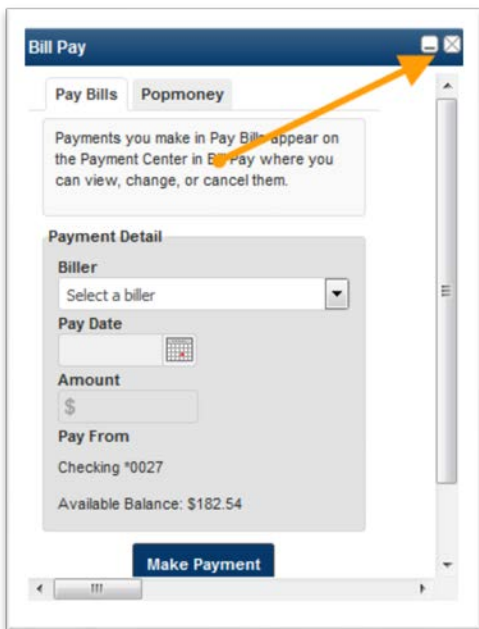 Bill Pay
Pay Bills Popmoney
Payments you make in Pay Bills appear on
the Payment Center in Bill Pay where you
can view, change, or cancel them.
Payment Detail
Biller
Select a biller
Pay Date
Amount
$
Pay From
Checking *0027
Available Balance: $182.54
Make Payment